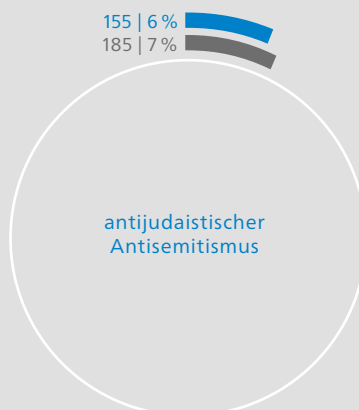 155 | 6 %
185 | 7 %
antijudaistischer
Antisemitismus